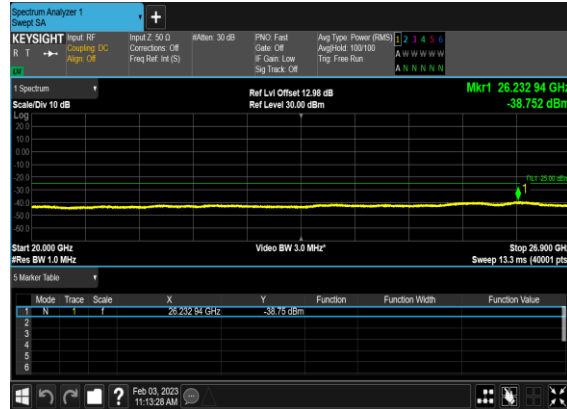 Spectrum Analyzer 1
Swept SA
+
KEYSIGHT Input: RF
R T Coupling: DC
Align: Off
Input Z: 50 Ω
Corrections: Off
Freq Ref: Int (S)
#Atten: 30 dB
PNO: Fast
Gate: Off
IF Gain: Low
Sig Track: Off
Avg Type: Power (RMS)
Avg|Hold: 100/100
Trig: Free Run
1 2 3 4 5 6
A W W W W W
A N N N N N
1 Spectrum
Scale/Div 10 dB
Ref Lvl Offset 12.98 dB
Ref Level 30.00 dBm
Mkr1 26.232 94 GHz
-38.752 dBm
Log
20.0
10.0
0.00
-10.0
-20.0
-30.0
-40.0
-50.0
-60.0
DL1 -25.00 dBm
1
Start 20.000 GHz
#Res BW 1.0 MHz
Video BW 3.0 MHz*
Stop 26.900 GHz
Sweep 13.3 ms (40001 pts)
5 Marker Table
Mode Trace Scale X Y Function Function Width Function Value
1 N 1 f 26.232 94 GHz -38.75 dBm
2
3
4
5
6
?
Feb 03, 2023
11:13:28 AM